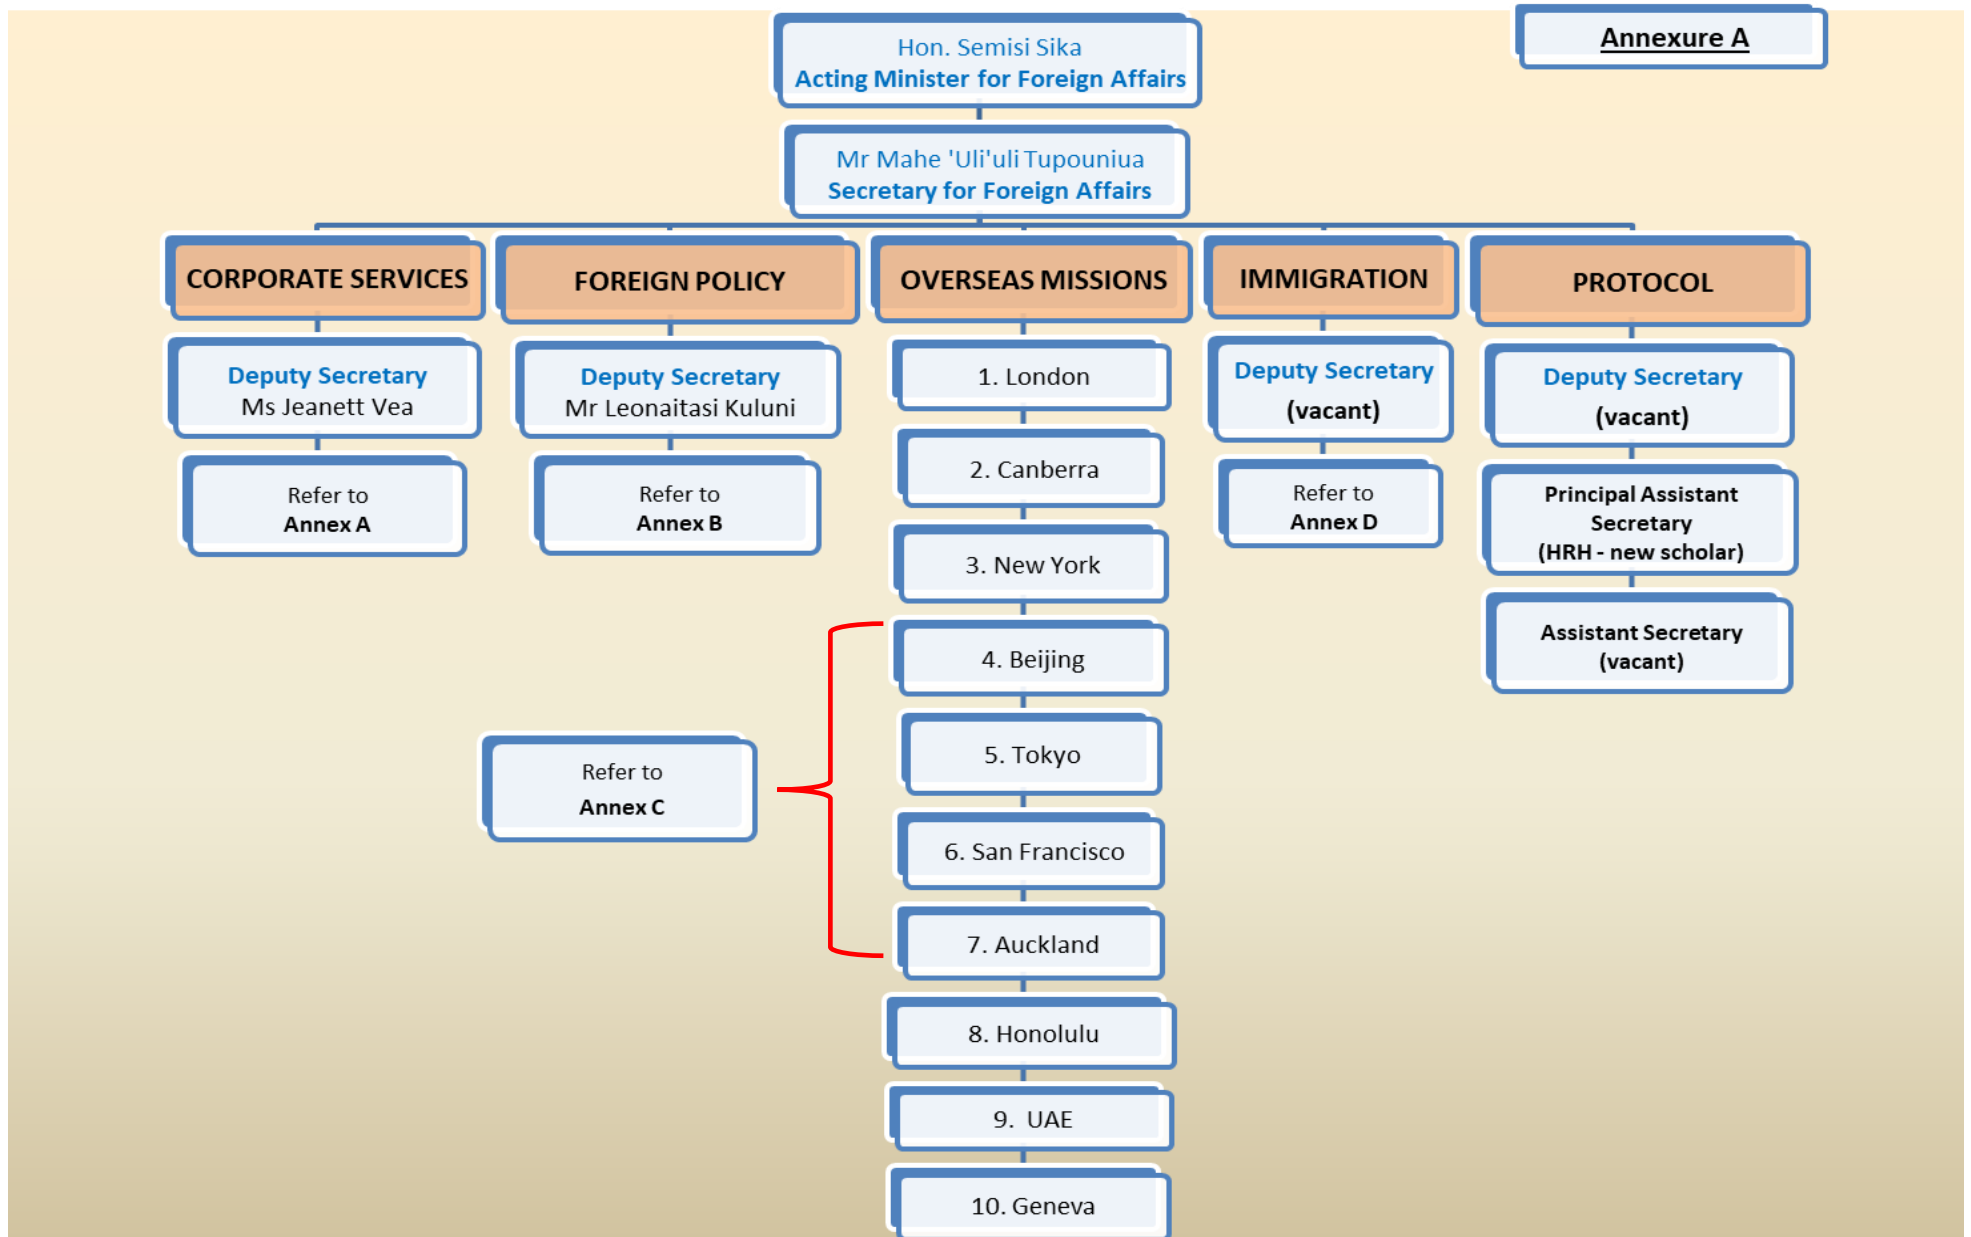 Annexure A
Hon. Semisi Sika
Acting Minister for Foreign Affairs
Mr Mahe 'Uli'uli Tupouniua
Secretary for Foreign Affairs
CORPORATE SERVICES
Deputy Secretary
Ms Jeanett Vea
Refer to
Annex A
FOREIGN POLICY
Deputy Secretary
Mr Leonaitasi Kuluni
Refer to
Annex B
OVERSEAS MISSIONS
1. London
2. Canberra
3. New York
4. Beijing
5. Tokyo
6. San Francisco
7. Auckland
8. Honolulu
9. UAE
10. Geneva
Refer to
Annex C
IMMIGRATION
Deputy Secretary
(vacant)
Refer to
Annex D
PROTOCOL
Deputy Secretary
(vacant)
Principal Assistant
Secretary
(HRH - new scholar)
Assistant Secretary
(vacant)